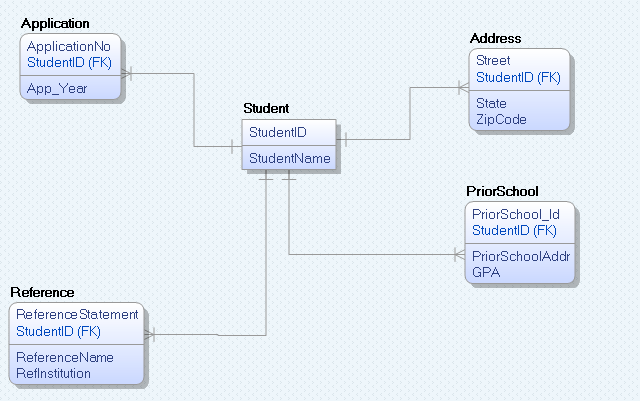 Application
ApplicationNo
StudentID (FK)
App_Year
Address
Street
StudentID (FK)
State
ZipCode
Student
StudentID
StudentName
PriorSchool
PriorSchool_Id
StudentID (FK)
PriorSchoolAddr
GPA
Reference
ReferenceStatement
StudentID (FK)
ReferenceName
RefInstitution